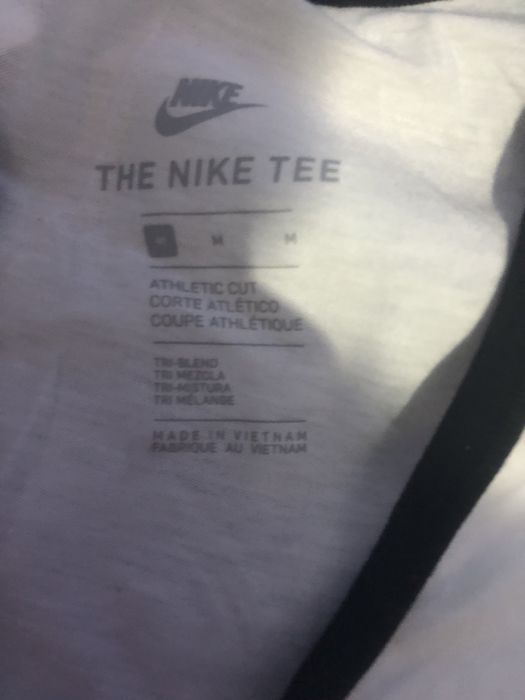 NIKE
THE NIKE TEE
M M M
ATHLETIC CUT
CORTE ATLÉTICO
COUPE ATHLÉTIQUE
TRI-BLEND
TRI MEZCLA
TRI-MISTURA
TRI MÉLANGE
MADE IN VIETNAM
FABRIQUÉ AU VIETNAM